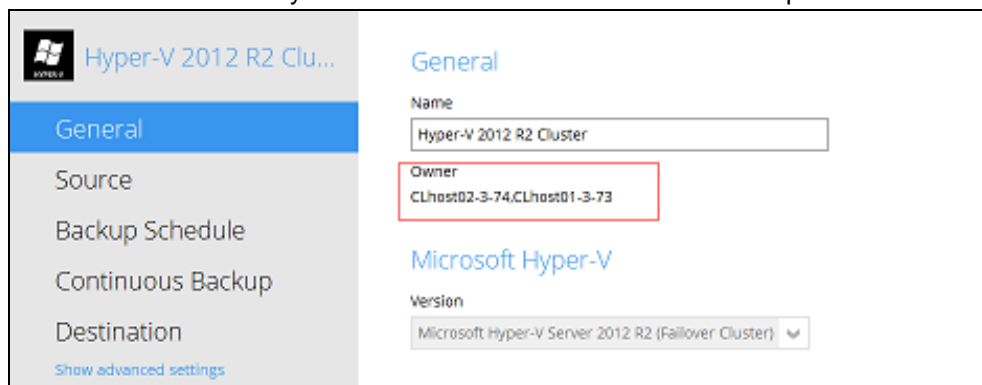 Hyper-V 2012 R2 Clu...
General
Source
Backup Schedule
Continuous Backup
Destination
Show advanced settings
General
Name
Hyper-V 2012 R2 Cluster
Owner
CLhost02-3-74,CLhost01-3-73
Microsoft Hyper-V
Version
Microsoft Hyper-V Server 2012 R2 (Failover Cluster)